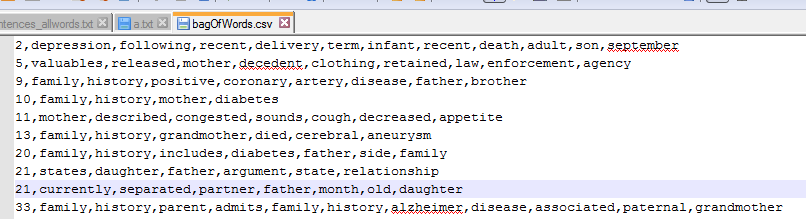 ntences_allwords.txt a.txt bagOfWords.csv
2,depression,following,recent,delivery,term,infant,recent,death,adult,son,september
5,valuables,released,mother,decedent,clothing,retained,law,enforcement,agency
9,family,history,positive,coronary,artery,disease,father,brother
10,family,history,mother,diabetes
11,mother,described,congested,sounds,cough,decreased,appetite
13,family,history,grandmother,died,cerebral,aneurysm
20,family,history,includes,diabetes,father,side,family
21,states,daughter,father,argument,state,relationship
21,currently,separated,partner,father,month,old,daughter
33,family,history,parent,admits,family,history,alzheimer,disease,associated,paternal,grandmother